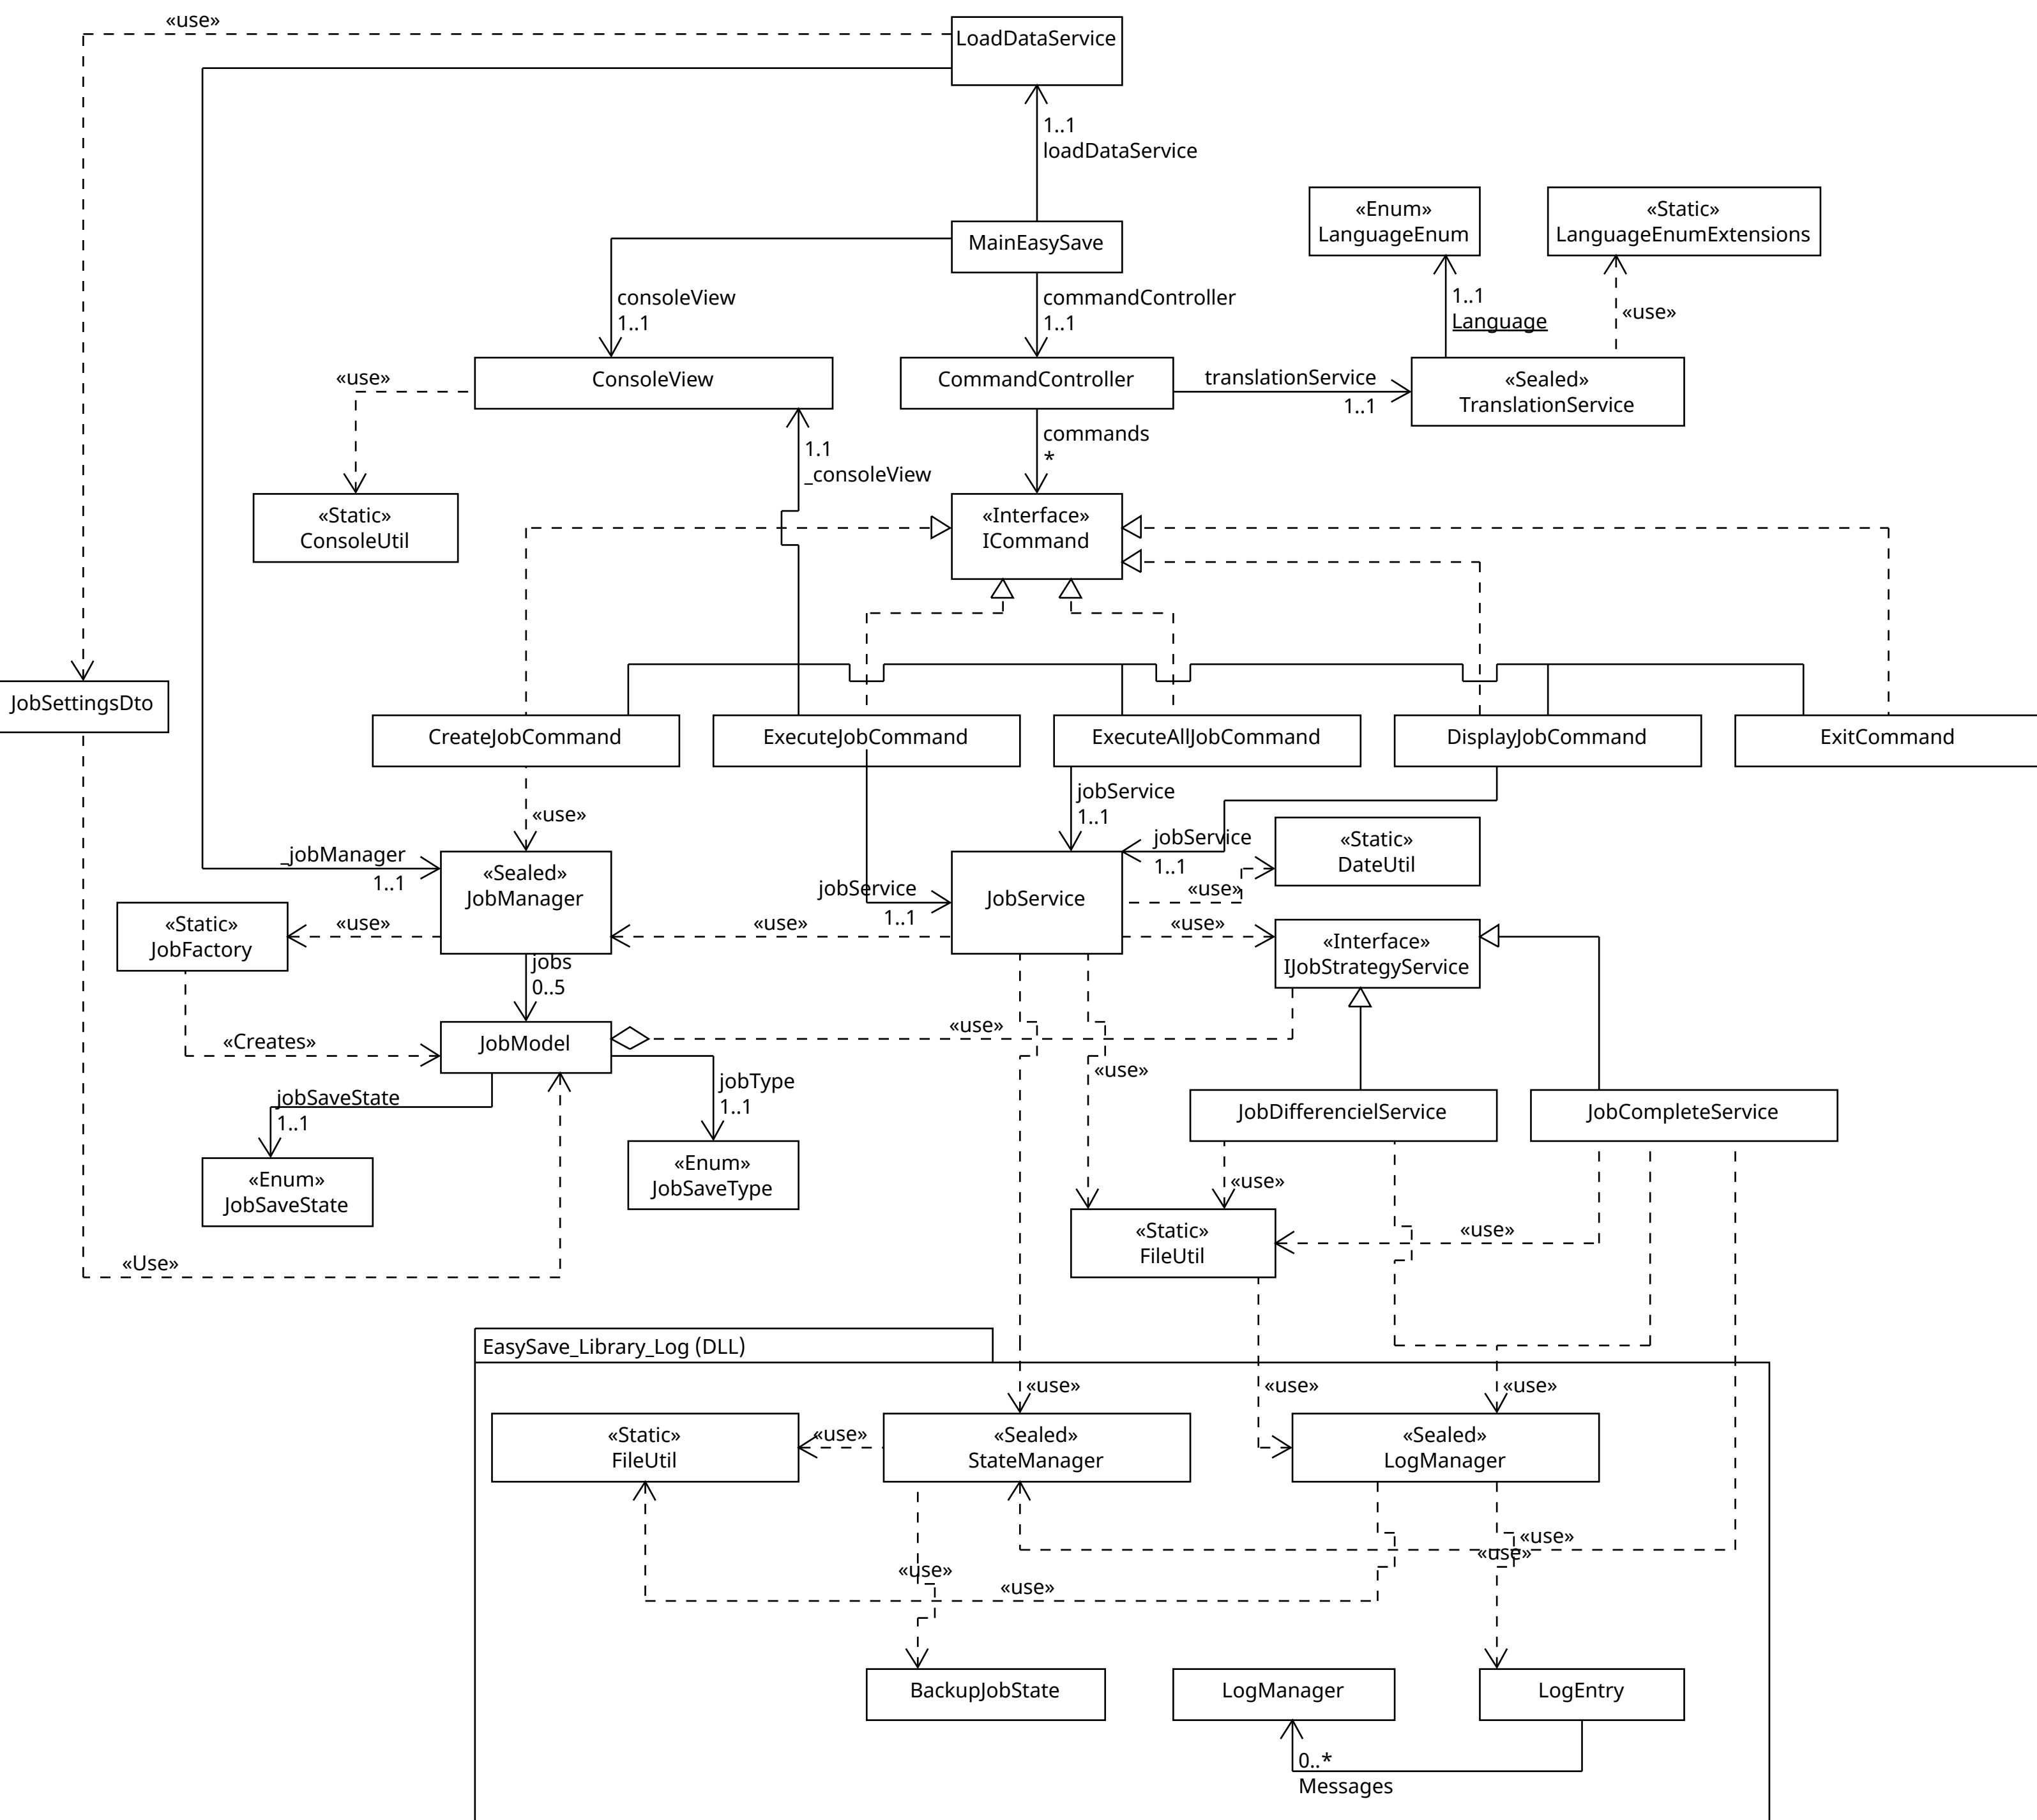 «use»
LoadDataService
1..1
loadDataService
MainEasySave
«Enum»
LanguageEnum
«Static»
LanguageEnumExtensions
consoleView
1..1
commandController
1..1
1..1
Language
«use»
ConsoleView
CommandController
translationService
1..1
«Sealed»
TranslationService
«use»
1.1
_consoleView
commands
*
«Static»
ConsoleUtil
«Interface»
ICommand
JobSettingsDto
CreateJobCommand
ExecuteJobCommand
ExecuteAllJobCommand
DisplayJobCommand
ExitCommand
«use»
jobService
1..1
jobService
1..1
«Static»
DateUtil
_jobManager
1..1
«Sealed»
JobManager
jobService
1..1
JobService
«use»
«Static»
JobFactory
«use»
«use»
«use»
«Interface»
IJobStrategyService
jobs
0..5
«Creates»
JobModel
«use»
«use»
jobSaveState
1..1
jobType
1..1
JobDifferencielService
JobCompleteService
«Enum»
JobSaveState
«Enum»
JobSaveType
«use»
«Static»
FileUtil
«use»
«Use»
EasySave_Library_Log (DLL)
«use»
«use»
«use»
«Static»
FileUtil
«use»
«Sealed»
StateManager
«Sealed»
LogManager
«use»
«use»
«use»
«use»
BackupJobState
LogManager
LogEntry
0..*
Messages